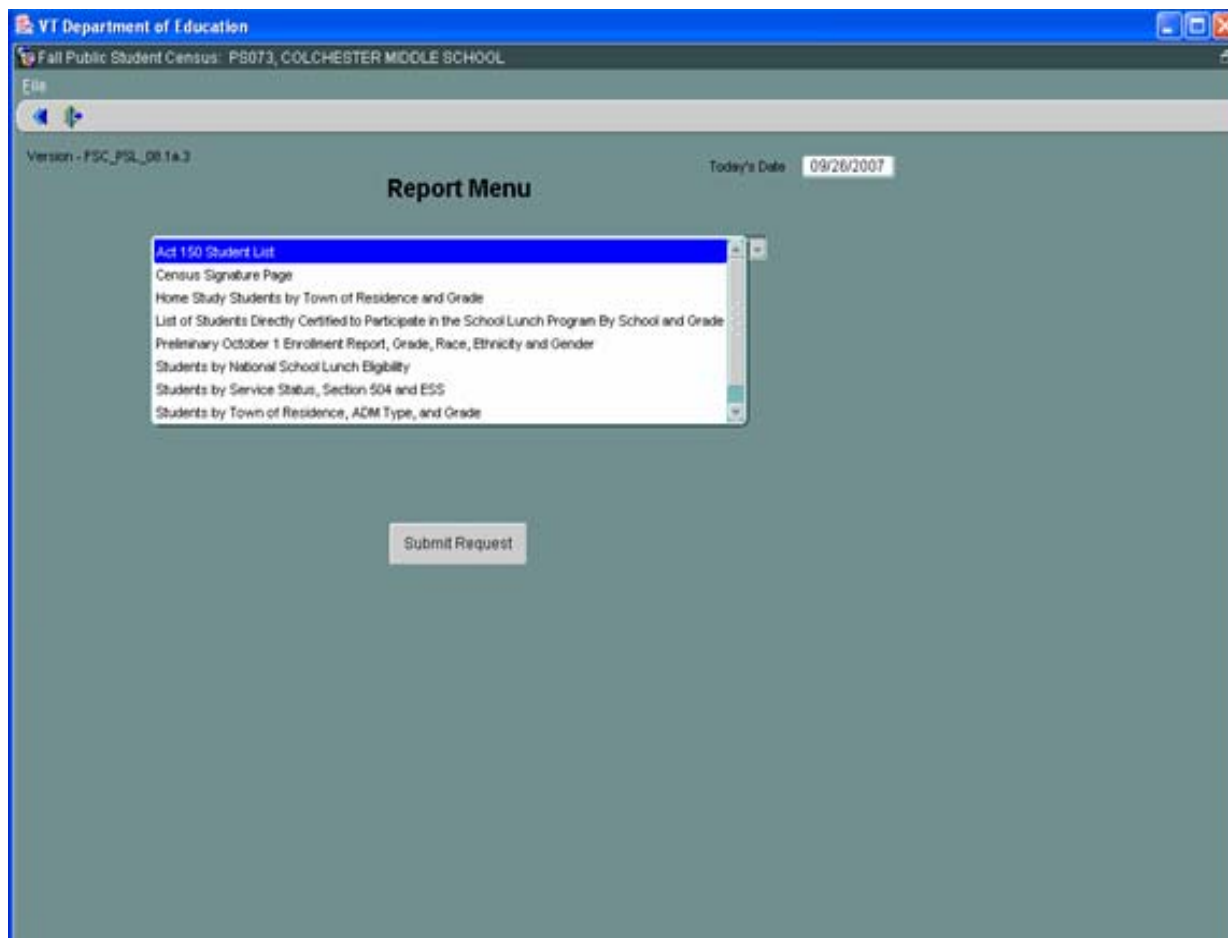 VT Department of Education
Fall Public Student Census: PS073, COLCHESTER MIDDLE SCHOOL
File
Version - FSC_PSL_08.1a.3
Today's Date 09/26/2007
Report Menu
Act 150 Student List
Census Signature Page
Home Study Students by Town of Residence and Grade
List of Students Directly Certified to Participate in the School Lunch Program By School and Grade
Preliminary October 1 Enrollment Report, Grade, Race, Ethnicity and Gender
Students by National School Lunch Eligibility
Students by Service Status, Section 504 and ESS
Students by Town of Residence, ADM Type, and Grade
Submit Request